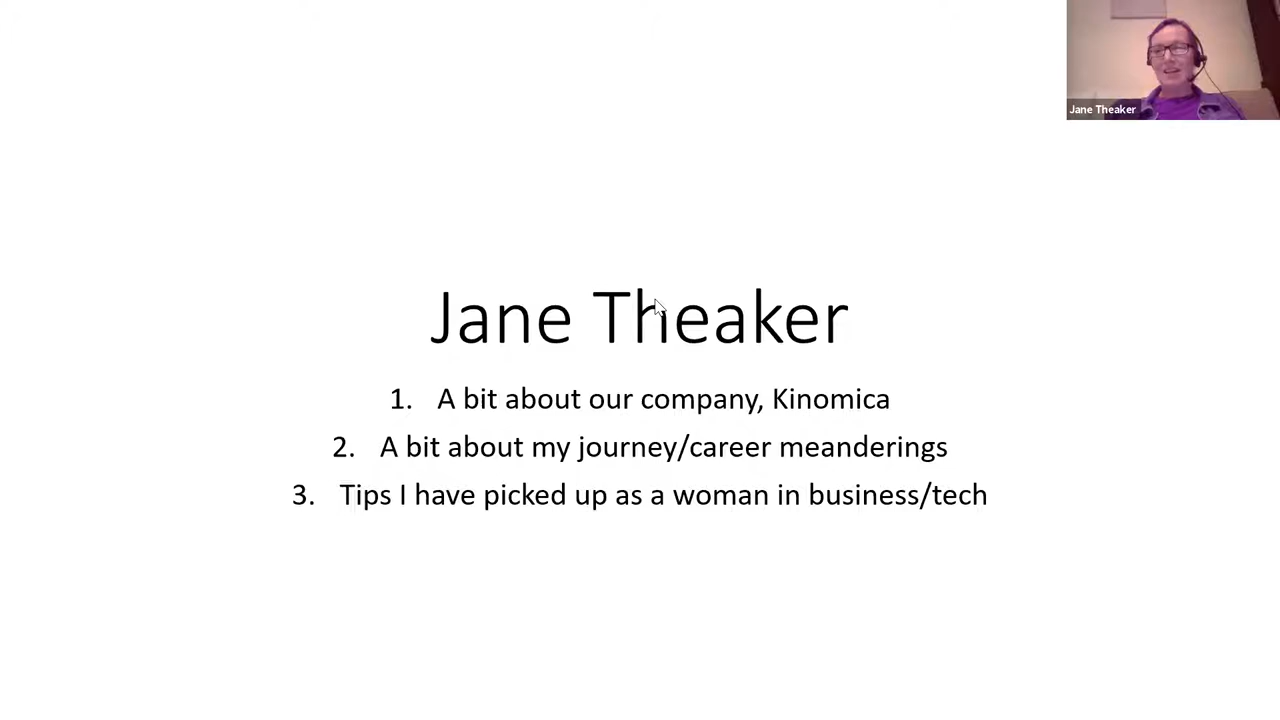 Jane Theaker
Jane Theaker
1. A bit about our company, Kinomica
2. A bit about my journey/career meanderings
3. Tips I have picked up as a woman in business/tech